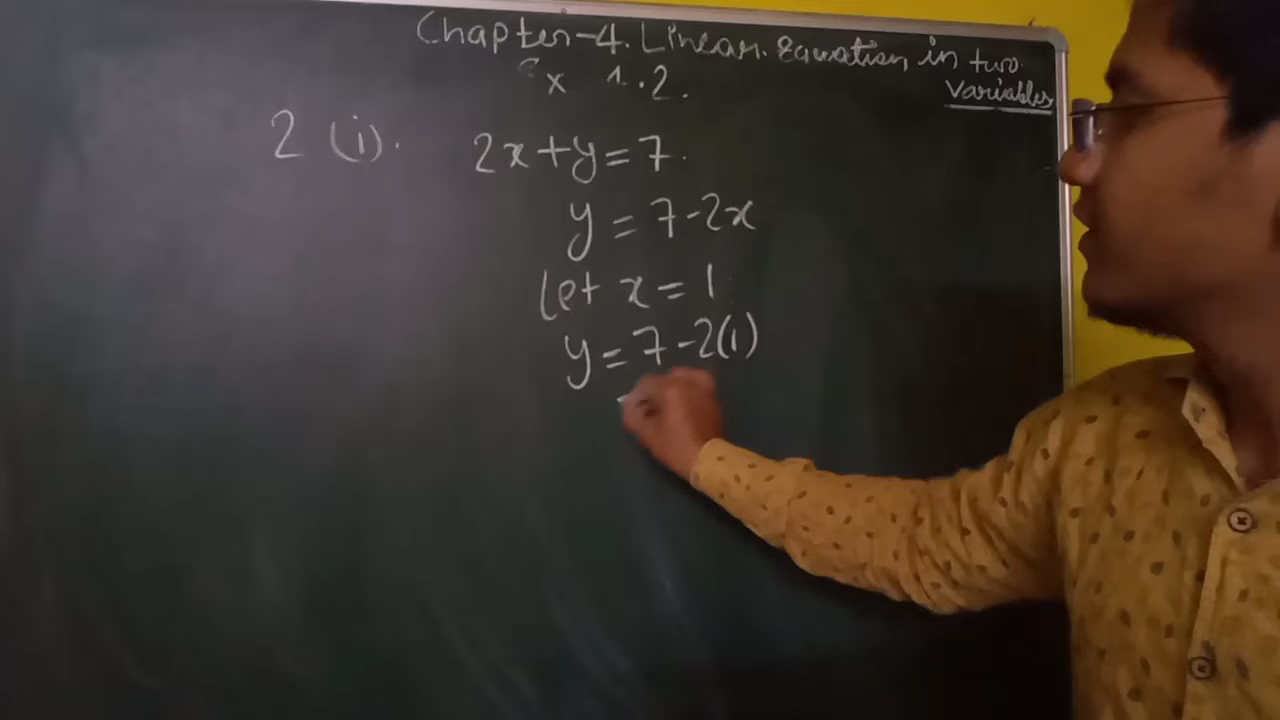 Chapter-4. Linear. Equation in two
variables
Ex 1.2.
2 (i). 2x+y=7.
y = 7-2x
Let x = 1
y = 7-2(1)